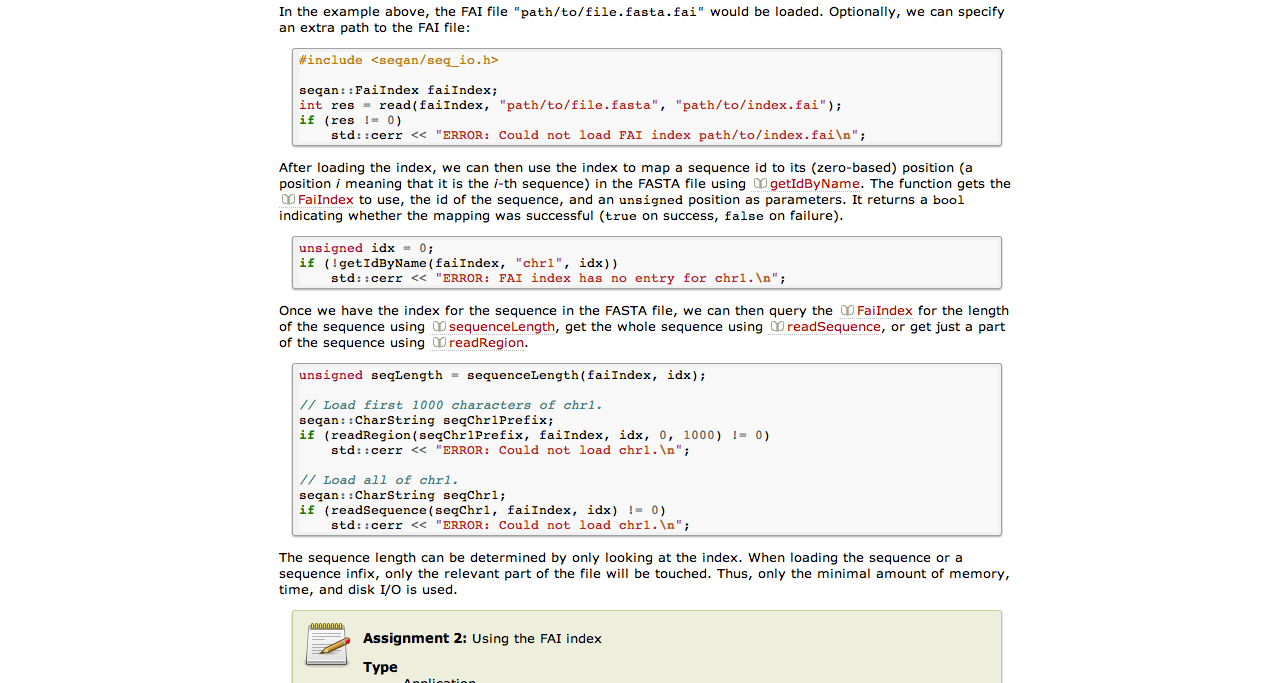 In the example above, the FAI file "path/to/file.fasta.fai" would be loaded. Optionally, we can specify
an extra path to the FAI file:
#include <seqan/seq_io.h>
seqan::FaiIndex faiIndex;
int res = read(faiIndex, "path/to/file.fasta", "path/to/index.fai");
if (res != 0)
    std::cerr << "ERROR: Could not load FAI index path/to/index.fai\n";
After loading the index, we can then use the index to map a sequence id to its (zero-based) position (a
position i meaning that it is the i-th sequence) in the FASTA file using getIdByName. The function gets the
FaiIndex to use, the id of the sequence, and an unsigned position as parameters. It returns a bool
indicating whether the mapping was successful (true on success, false on failure).
unsigned idx = 0;
if (!getIdByName(faiIndex, "chr1", idx))
    std::cerr << "ERROR: FAI index has no entry for chr1.\n";
Once we have the index for the sequence in the FASTA file, we can then query the FaiIndex for the length
of the sequence using sequenceLength, get the whole sequence using readSequence, or get just a part
of the sequence using readRegion.
unsigned seqLength = sequenceLength(faiIndex, idx);
// Load first 1000 characters of chr1.
seqan::CharString seqChr1Prefix;
if (readRegion(seqChr1Prefix, faiIndex, idx, 0, 1000) != 0)
    std::cerr << "ERROR: Could not load chr1.\n";
// Load all of chr1.
seqan::CharString seqChr1;
if (readSequence(seqChr1, faiIndex, idx) != 0)
    std::cerr << "ERROR: Could not load chr1.\n";
The sequence length can be determined by only looking at the index. When loading the sequence or a
sequence infix, only the relevant part of the file will be touched. Thus, only the minimal amount of memory,
time, and disk I/O is used.
Assignment 2: Using the FAI index
Type
Application